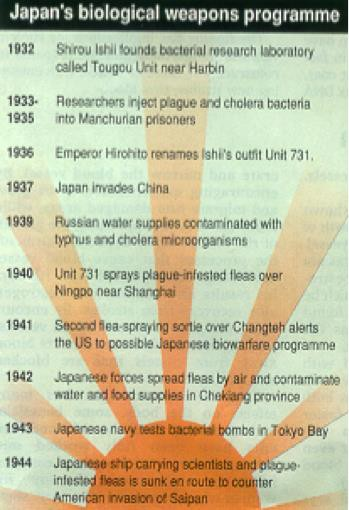 Japan's biological weapons programme
1932 Shirou Ishii founds bacterial research laboratory
called Tougou Unit near Harbin
1933- Researchers inject plague and cholera bacteria
1935 into Manchurian prisoners
1936 Emperor Hirohito renames Ishii's outfit Unit 731.
1937 Japan invades China
1939 Russian water supplies contaminated with
typhus and cholera microorganisms
1940 Unit 731 sprays plague-infested fleas over
Ningpo near Shanghai
1941 Second flea-spraying sortie over Changteh alerts
the US to possible Japanese biowarfare programme
1942 Japanese forces spread fleas by air and contaminate
water and food supplies in Chekiang province
1943 Japanese navy tests bacterial bombs in Tokyo Bay
1944 Japanese ship carrying scientists and plague-
infested fleas is sunk en route to counter
American invasion of Saipan